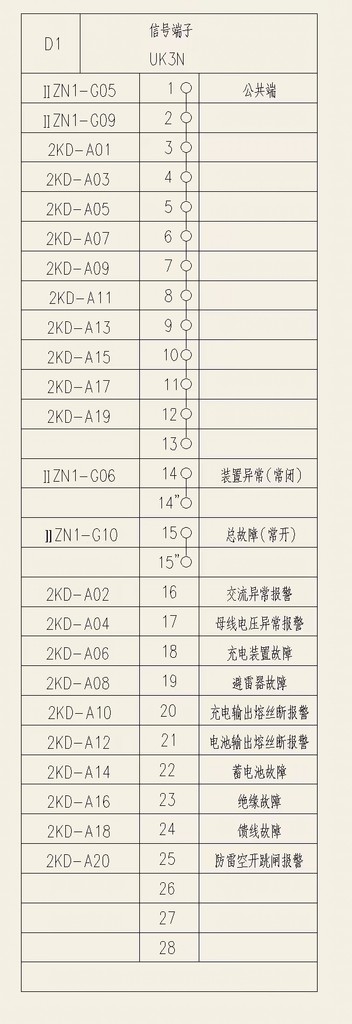 D1 信号端子
UK3N
ⅡZN1-G05 1 公共端
ⅡZN1-G09 2
2KD-A01 3
2KD-A03 4
2KD-A05 5
2KD-A07 6
2KD-A09 7
2KD-A11 8
2KD-A13 9
2KD-A15 10
2KD-A17 11
2KD-A19 12
13
ⅡZN1-G06 14 装置异常(常闭)
14"
ⅡZN1-G10 15 总故障(常开)
15"
2KD-A02 16 交流异常报警
2KD-A04 17 母线电压异常报警
2KD-A06 18 充电装置故障
2KD-A08 19 避雷器故障
2KD-A10 20 充电输出熔丝断报警
2KD-A12 21 电池输出熔丝断报警
2KD-A14 22 蓄电池故障
2KD-A16 23 绝缘故障
2KD-A18 24 馈线故障
2KD-A20 25 防雷空开跳闸报警
26
27
28